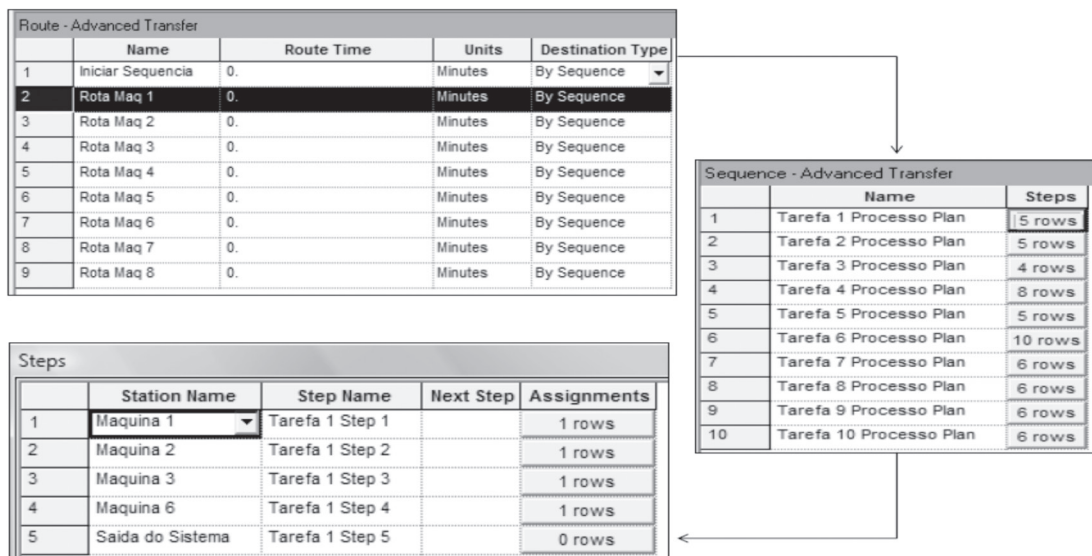 Route - Advanced Transfer
Name Route Time Units Destination Type
1 Iniciar Sequencia 0. Minutes By Sequence
2 Rota Maq 1 0. Minutes By Sequence
3 Rota Maq 2 0. Minutes By Sequence
4 Rota Maq 3 0. Minutes By Sequence
5 Rota Maq 4 0. Minutes By Sequence
6 Rota Maq 5 0. Minutes By Sequence
7 Rota Maq 6 0. Minutes By Sequence
8 Rota Maq 7 0. Minutes By Sequence
9 Rota Maq 8 0. Minutes By Sequence
Sequence - Advanced Transfer
Name Steps
1 Tarefa 1 Processo Plan 5 rows
2 Tarefa 2 Processo Plan 5 rows
3 Tarefa 3 Processo Plan 4 rows
4 Tarefa 4 Processo Plan 8 rows
5 Tarefa 5 Processo Plan 5 rows
6 Tarefa 6 Processo Plan 10 rows
7 Tarefa 7 Processo Plan 6 rows
8 Tarefa 8 Processo Plan 6 rows
9 Tarefa 9 Processo Plan 6 rows
10 Tarefa 10 Processo Plan 6 rows
Steps
Station Name Step Name Next Step Assignments
1 Maquina 1 Tarefa 1 Step 1 1 rows
2 Maquina 2 Tarefa 1 Step 2 1 rows
3 Maquina 3 Tarefa 1 Step 3 1 rows
4 Maquina 6 Tarefa 1 Step 4 1 rows
5 Saida do Sistema Tarefa 1 Step 5 0 rows